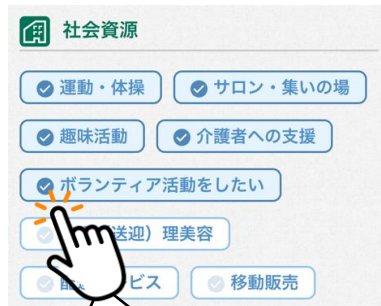 社会資源
運動・体操 サロン・集いの場
趣味活動 介護者への支援
ボランティア活動をしたい
送迎）理美容
ビス 移動販売